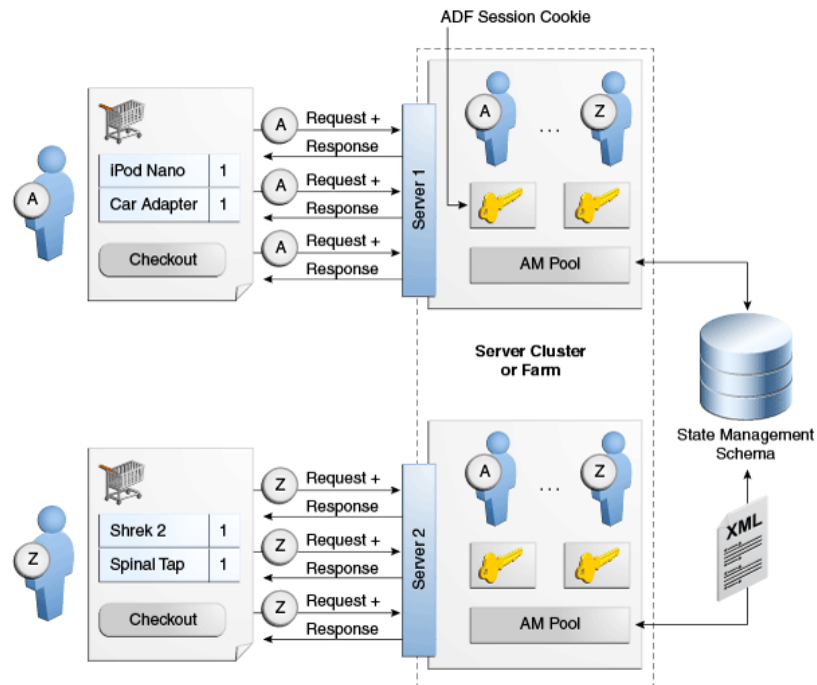 ADF Session Cookie
A
iPod Nano 1
Car Adapter 1
Checkout
A Request +
Response
A Request +
Response
A Request +
Response
Server 1
A ... Z
AM Pool
Server Cluster
or Farm
State Management
Schema
XML
Z
Shrek 2 1
Spinal Tap 1
Checkout
Z Request +
Response
Z Request +
Response
Z Request +
Response
Server 2
A ... Z
AM Pool